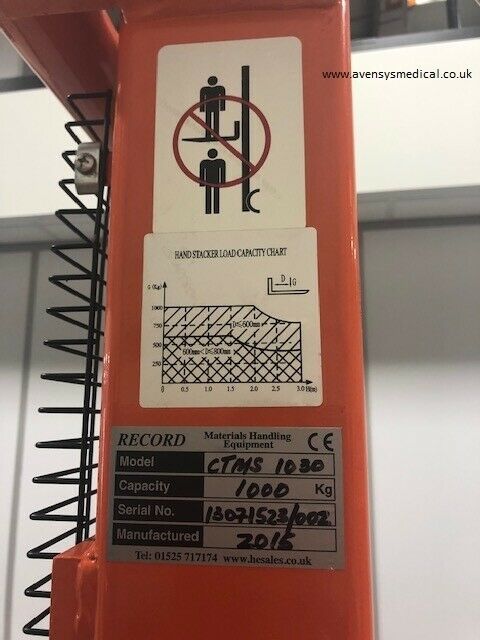 www.avensysmedical.co.uk
HAND STACKER LOAD CAPACITY CHART
G (Kg)
D
G
1000
750
500
250
D≤600mm
600mm<D≤800mm
0 0.5 1.0 1.5 2.0 2.5 3.0 H(m)
RECORD Materials Handling Equipment CE
Model CTMS 1030
Capacity 1000 Kg
Serial No. 13071523/002
Manufactured 2015
Tel: 01525 717174 www.hesales.co.uk